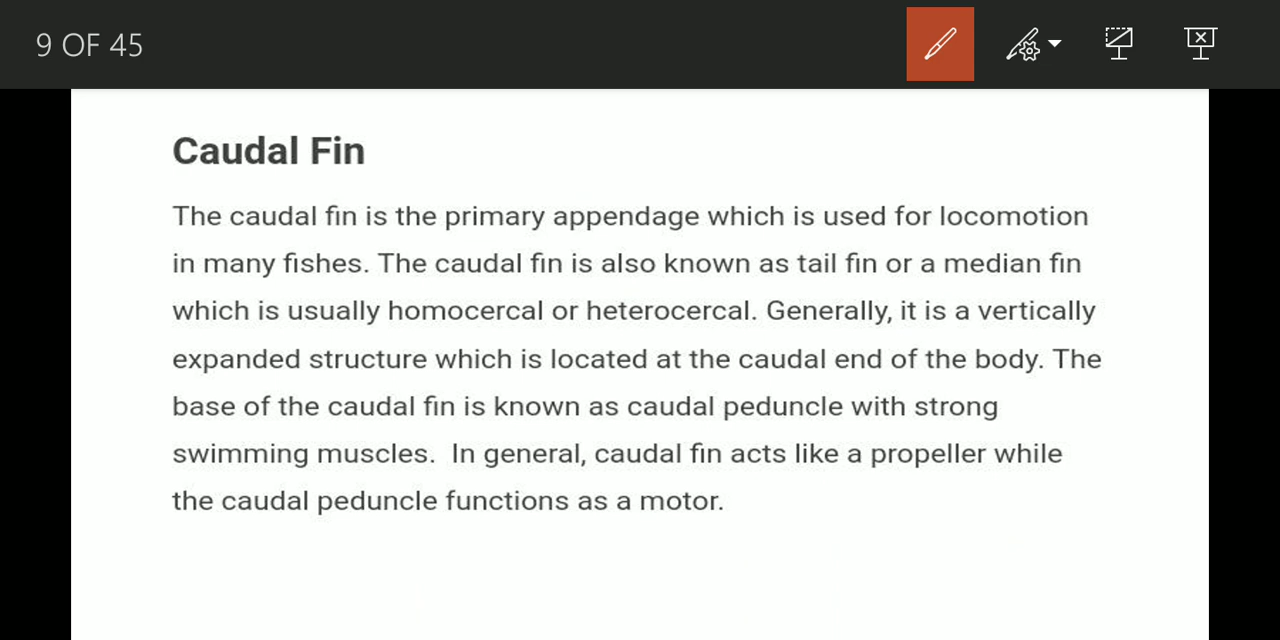 9 OF 45
Caudal Fin
The caudal fin is the primary appendage which is used for locomotion
in many fishes. The caudal fin is also known as tail fin or a median fin
which is usually homocercal or heterocercal. Generally, it is a vertically
expanded structure which is located at the caudal end of the body. The
base of the caudal fin is known as caudal peduncle with strong
swimming muscles.  In general, caudal fin acts like a propeller while
the caudal peduncle functions as a motor.